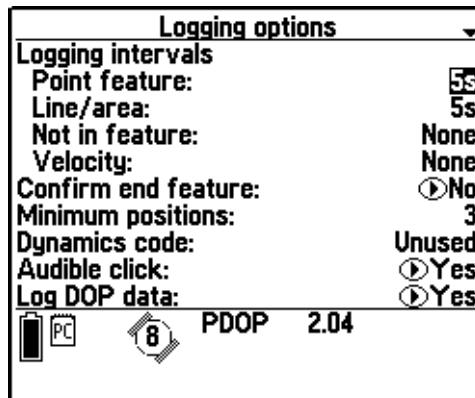 Logging options
Logging intervals
Point feature: 5s
Line/area: 5s
Not in feature: None
Velocity: None
Confirm end feature: No
Minimum positions: 3
Dynamics code: Unused
Audible click: Yes
Log DOP data: Yes
PC 8 PDOP 2.04